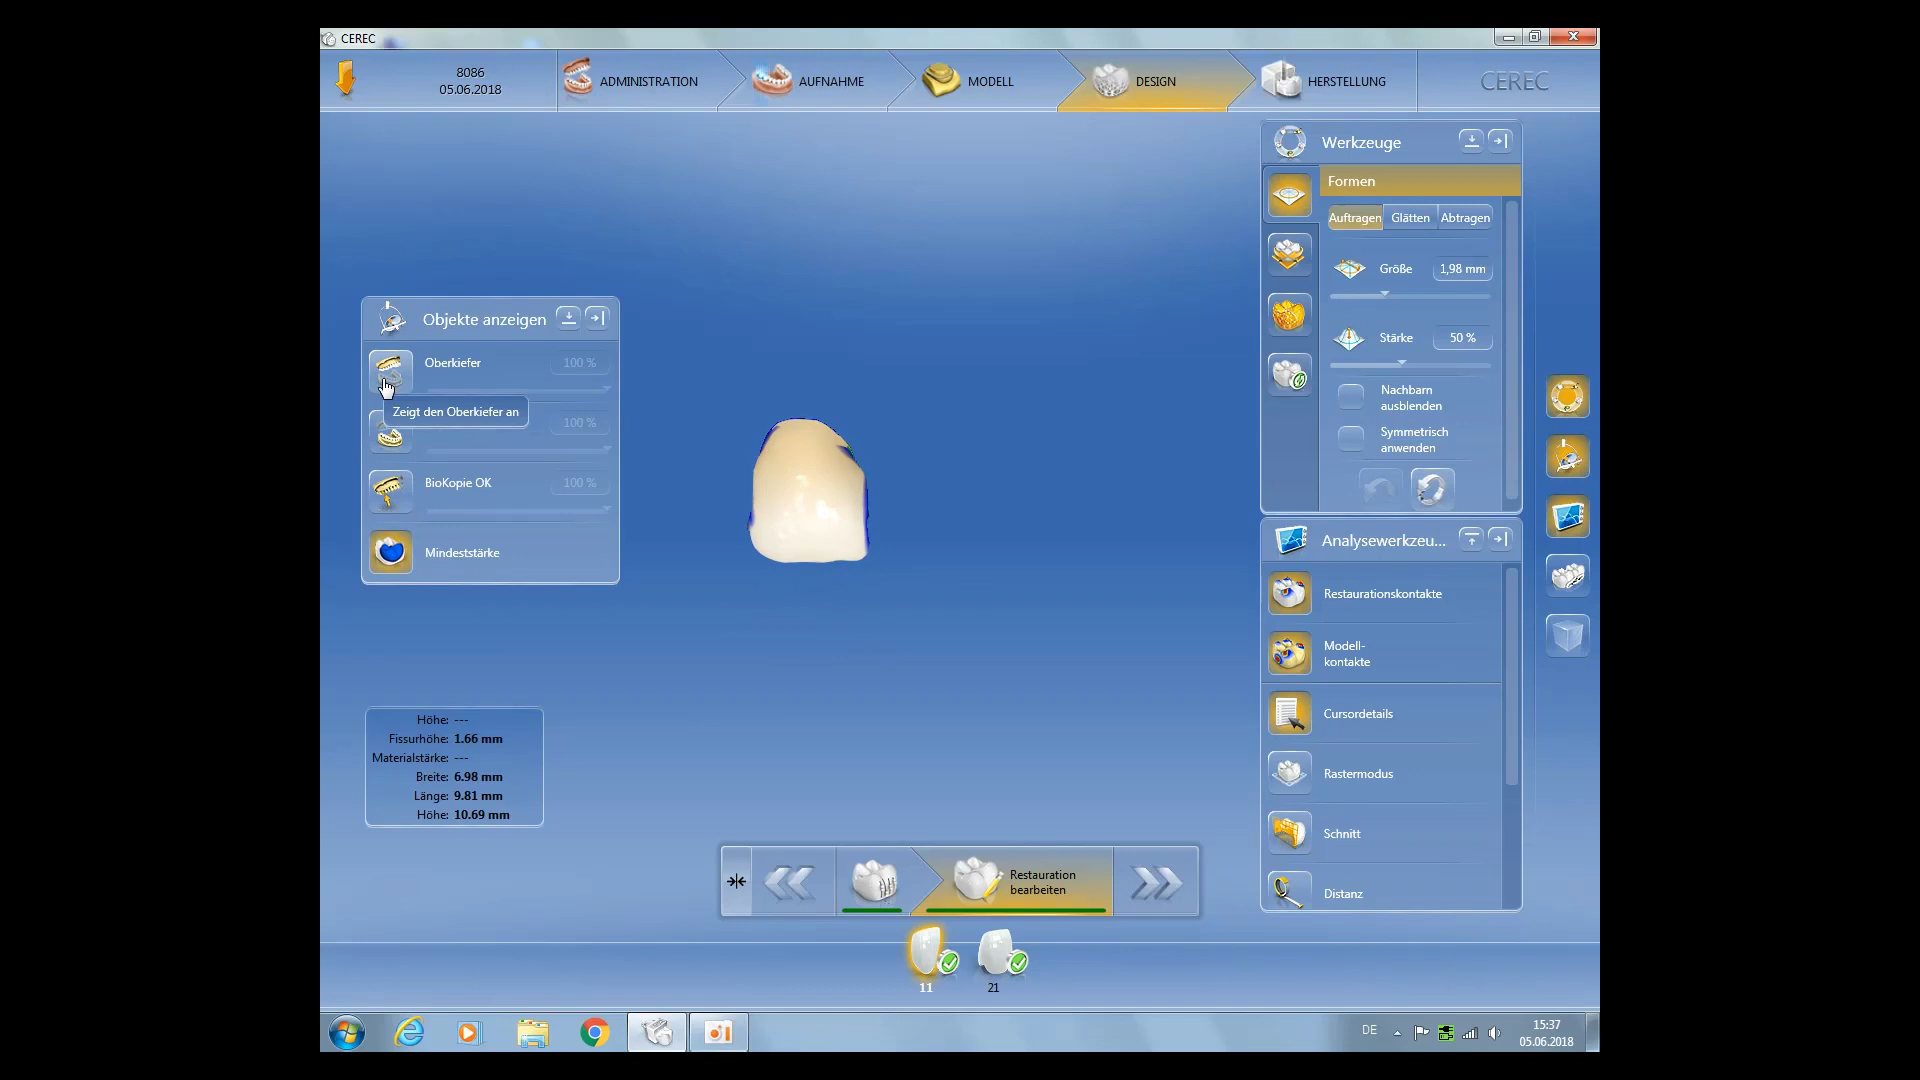 CEREC
8086
05.06.2018
ADMINISTRATION
AUFNAHME
MODELL
DESIGN
HERSTELLUNG
CEREC
Objekte anzeigen
Oberkiefer
100 %
Zeigt den Oberkiefer an
100 %
BioKopie OK
100 %
Mindeststärke
Höhe: ---
Fissurhöhe: 1.66 mm
Materialstärke: ---
Breite: 6.98 mm
Länge: 9.81 mm
Höhe: 10.69 mm
Werkzeuge
Formen
Auftragen Glätten Abtragen
Größe 1,98 mm
Stärke 50 %
Nachbarn
ausblenden
Symmetrisch
anwenden
Analysewerkzeu...
Restaurationskontakte
Modell-
kontakte
Cursordetails
Rastermodus
Schnitt
Distanz
Restauration
bearbeiten
11
21
DE
15:37
05.06.2018